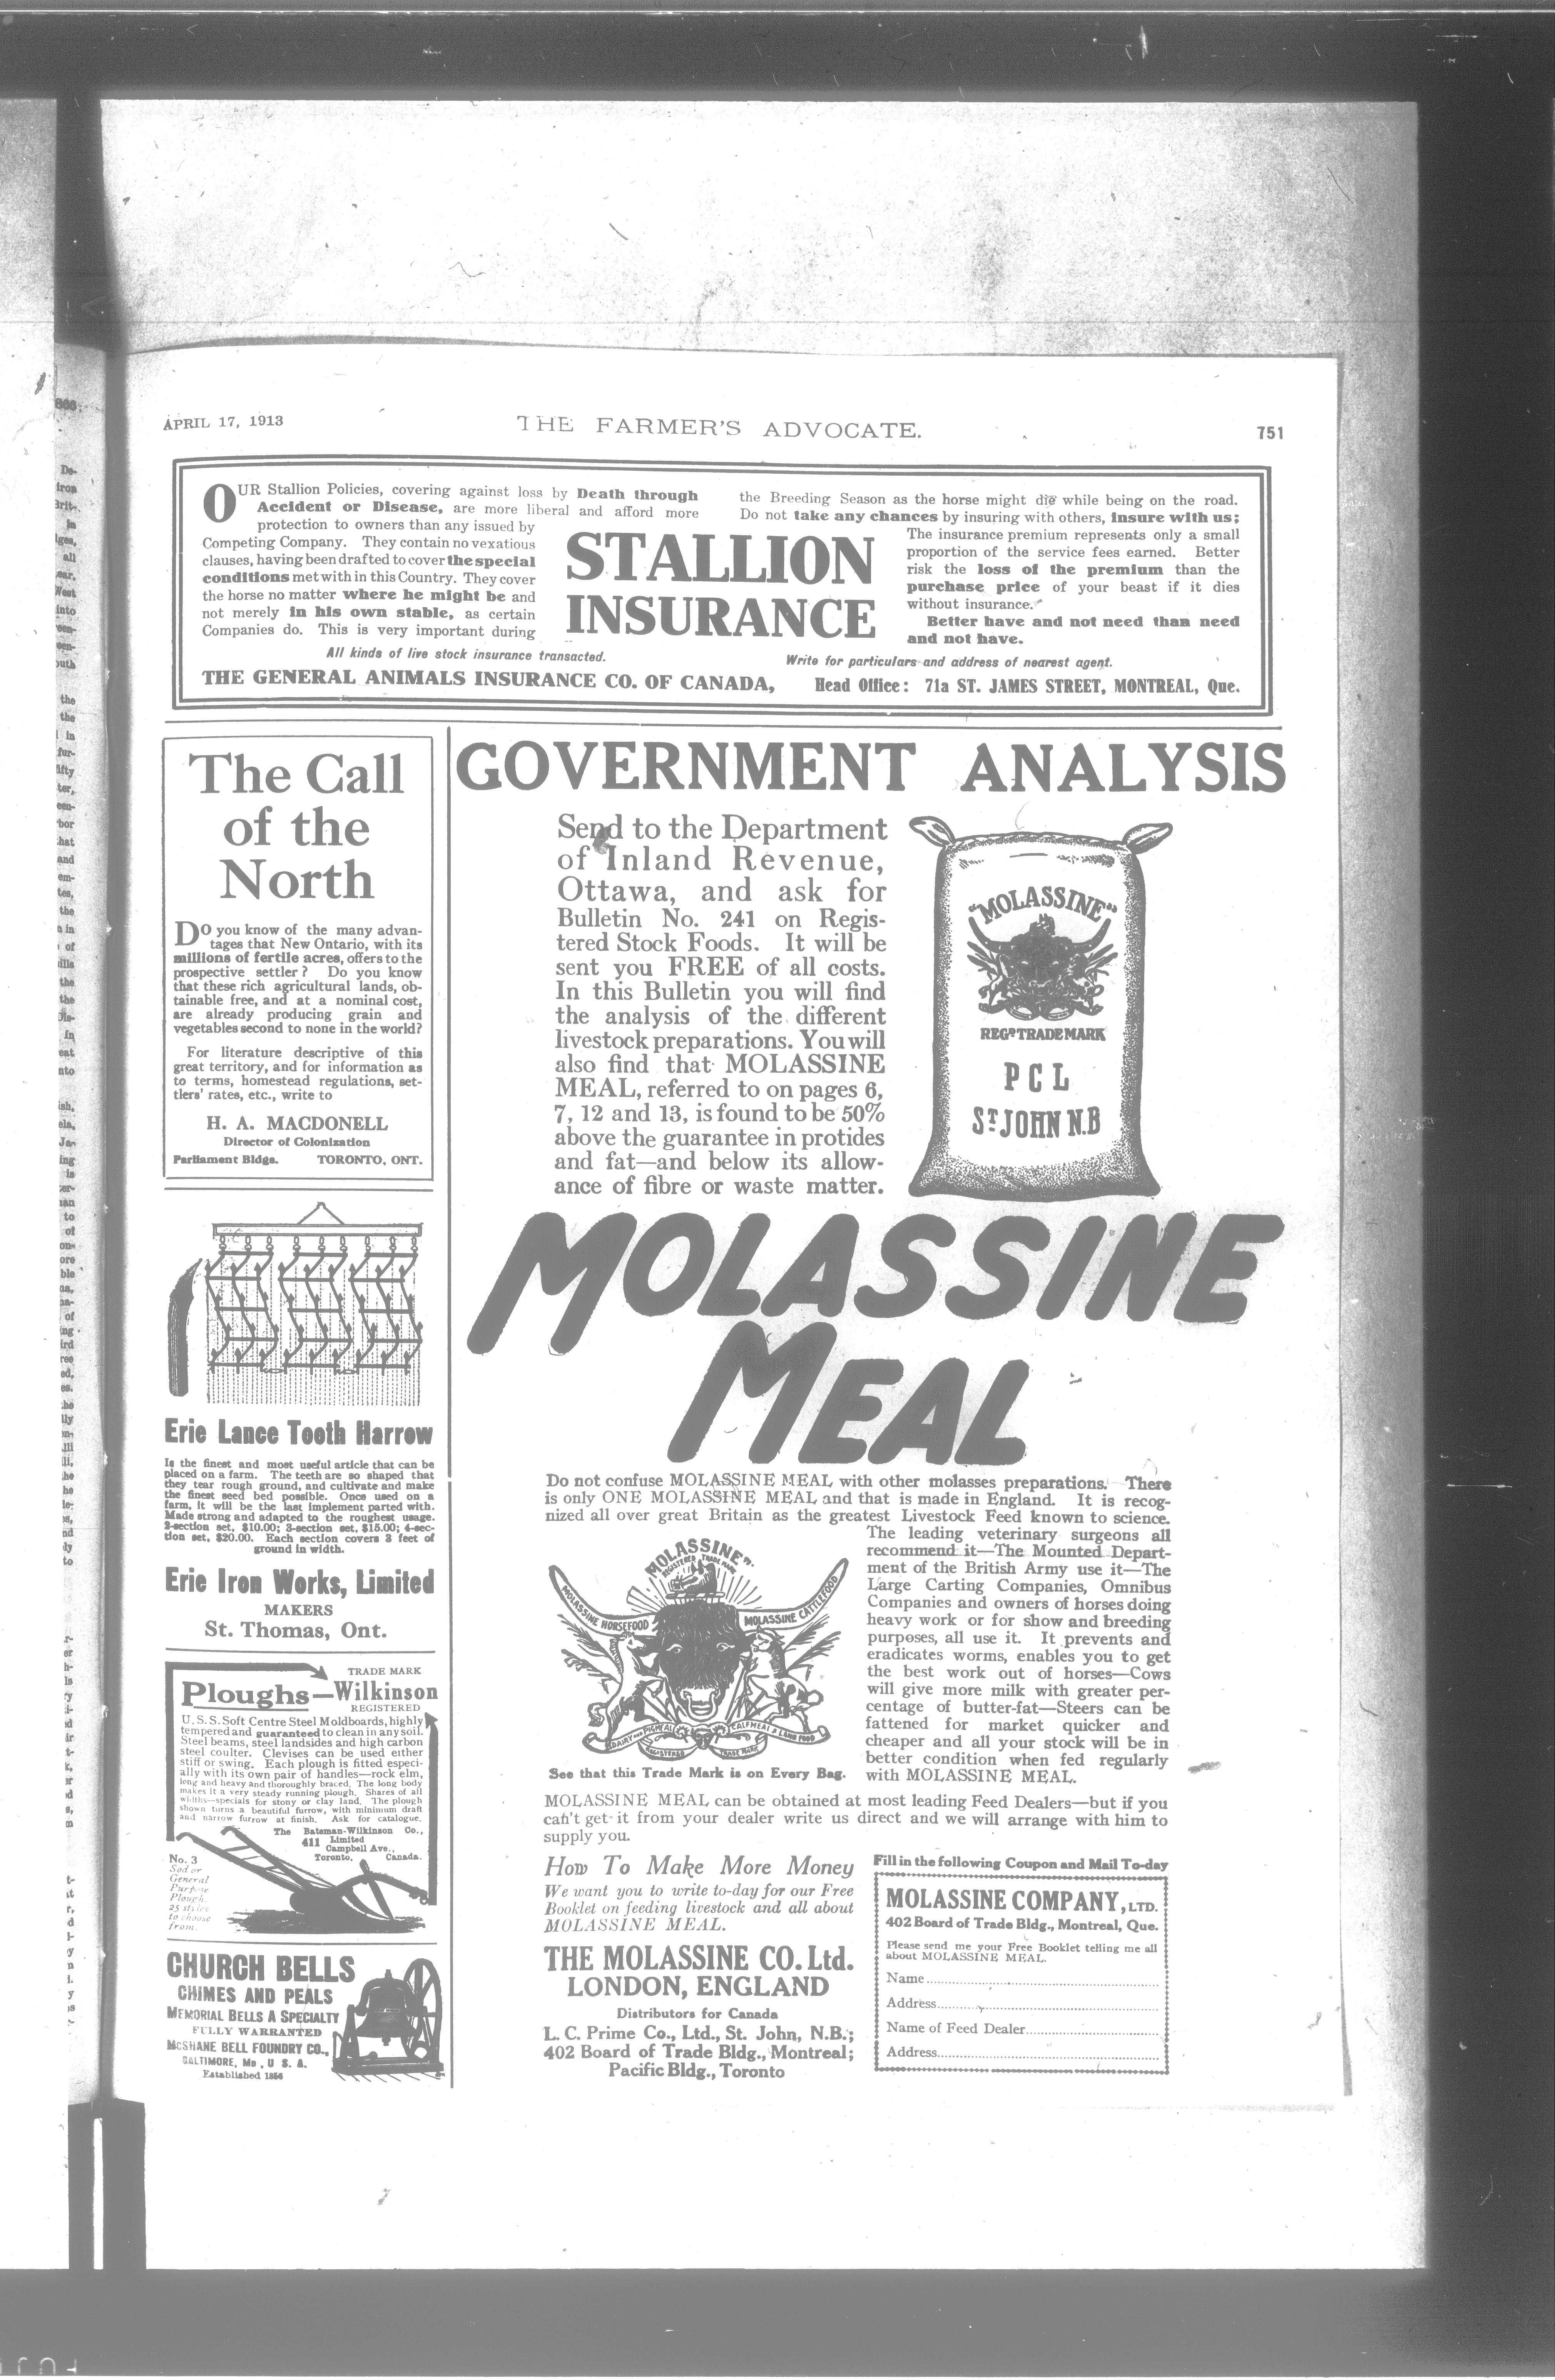 APRIL 17, 1913
THE FARMER'S ADVOCATE.
751
OUR Stallion Policies, covering against loss by Death through
Accident or Disease, are more liberal and afford more
protection to owners than any issued by
Competing Company. They contain no vexatious
clauses, having been drafted to cover the special
conditions met with in this Country. They cover
the horse no matter where he might be and
not merely in his own stable, as certain
Companies do. This is very important during
STALLION
INSURANCE
the Breeding Season as the horse might die while being on the road.
Do not take any chances by insuring with others, insure with us;
The insurance premium represents only a small
proportion of the service fees earned. Better
risk the loss of the premium than the
purchase price of your beast if it dies
without insurance.
Better have and not need than need
and not have.
All kinds of live stock insurance transacted.
Write for particulars and address of nearest agent.
THE GENERAL ANIMALS INSURANCE CO. OF CANADA,
Head Office: 71a ST. JAMES STREET, MONTREAL, Que.
The Call
of the
North
DO you know of the many advan-
tages that New Ontario, with its
millions of fertile acres, offers to the
prospective settler? Do you know
that these rich agricultural lands, ob-
tainable free, and at a nominal cost,
are already producing grain and
vegetables second to none in the world?
For literature descriptive of this
great territory, and for information as
to terms, homestead regulations, set-
tlers' rates, etc., write to
H. A. MACDONELL
Director of Colonization
Parliament Bldgs. TORONTO, ONT.
Erie Lance Tooth Harrow
Is the finest and most useful article that can be
placed on a farm. The teeth are so shaped that
they tear rough ground, and cultivate and make
the finest seed bed possible. Once used on a
farm, it will be the last implement parted with.
Made strong and adapted to the roughest usage.
2-section set, $10.00; 3-section set, $15.00; 4-sec-
tion set, $20.00. Each section covers 3 feet of
ground in width.
Erie Iron Works, Limited
MAKERS
St. Thomas, Ont.
TRADE MARK
Ploughs—Wilkinson
REGISTERED
U.S.S. Soft Centre Steel Moldboards, highly
tempered and guaranteed to clean in any soil.
Steel beams, steel landsides and high carbon
steel coulter. Clevises can be used either
stiff or swing. Each plough is fitted especi-
ally with its own pair of handles—rock elm,
long and heavy and thoroughly braced. The long body
makes it a very steady running plough. Shares of all
widths—specials for stony or clay land. The plough
shown turns a beautiful furrow, with minimum draft
and narrow furrow at finish. Ask for catalogue.
The Bateman-Wilkinson Co.,
411 Limited
Campbell Ave.,
Toronto, Canada.
No. 3
Sod or
General
Purpose
Plough.
25 styles
to choose
from.
CHURCH BELLS
CHIMES AND PEALS
MEMORIAL BELLS A SPECIALTY
FULLY WARRANTED
McSHANE BELL FOUNDRY CO.,
BALTIMORE, MD., U. S. A.
Established 1856
GOVERNMENT ANALYSIS
Send to the Department
of Inland Revenue,
Ottawa, and ask for
Bulletin No. 241 on Regis-
tered Stock Foods. It will be
sent you FREE of all costs.
In this Bulletin you will find
the analysis of the different
livestock preparations. You will
also find that MOLASSINE
MEAL, referred to on pages 6,
7, 12 and 13, is found to be 50%
above the guarantee in protides
and fat—and below its allow-
ance of fibre or waste matter.
"MOLASSINE"
REGD TRADE MARK
P C L
ST JOHN N.B
MOLASSINE
MEAL
Do not confuse MOLASSINE MEAL with other molasses preparations. There
is only ONE MOLASSINE MEAL and that is made in England. It is recog-
nized all over great Britain as the greatest Livestock Feed known to science.
The leading veterinary surgeons all
recommend it—The Mounted Depart-
ment of the British Army use it—The
Large Carting Companies, Omnibus
Companies and owners of horses doing
heavy work or for show and breeding
purposes, all use it. It prevents and
eradicates worms, enables you to get
the best work out of horses—Cows
will give more milk with greater per-
centage of butter-fat—Steers can be
fattened for market quicker and
cheaper and all your stock will be in
better condition when fed regularly
with MOLASSINE MEAL.
"MOLASSINE"
REGISTERED TRADE MARK
MOLASSINE HORSEFOOD
MOLASSINE CATTLEFOOD
DAIRY AND PIG MEAL
CALF MEAL & LAMB FOOD
REGISTERED TRADE MARK
See that this Trade Mark is on Every Bag.
MOLASSINE MEAL can be obtained at most leading Feed Dealers—but if you
can't get it from your dealer write us direct and we will arrange with him to
supply you.
How To Make More Money
We want you to write to-day for our Free
Booklet on feeding livestock and all about
MOLASSINE MEAL.
THE MOLASSINE CO. Ltd.
LONDON, ENGLAND
Distributors for Canada
L. C. Prime Co., Ltd., St. John, N.B.;
402 Board of Trade Bldg., Montreal;
Pacific Bldg., Toronto
Fill in the following Coupon and Mail To-day
MOLASSINE COMPANY, LTD.
402 Board of Trade Bldg., Montreal, Que.
Please send me your Free Booklet telling me all
about MOLASSINE MEAL.
Name
Address
Name of Feed Dealer
Address